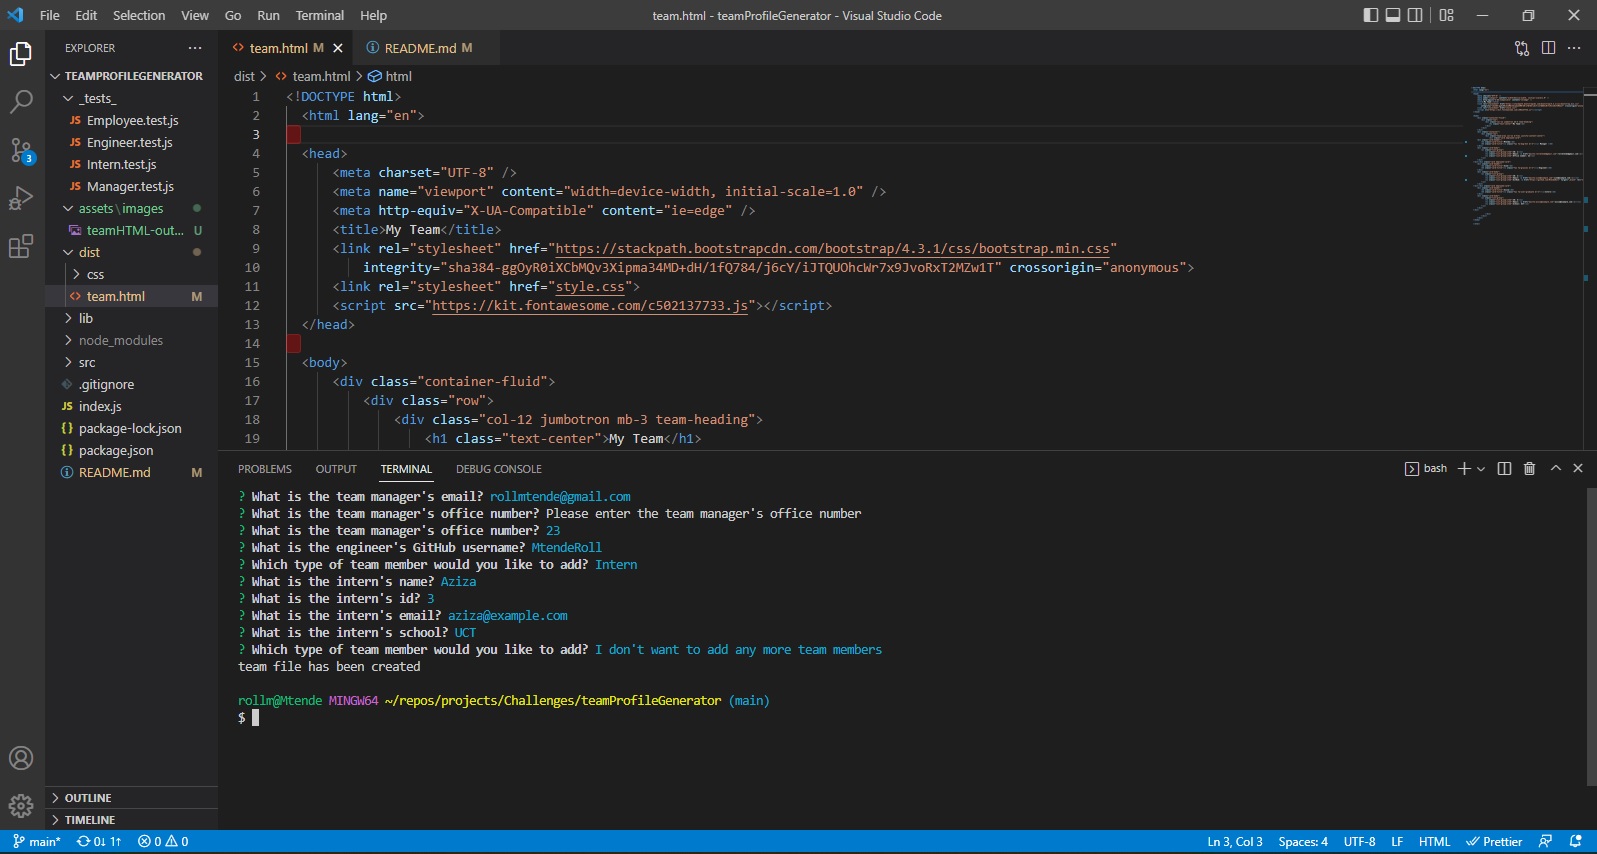 File Edit Selection View Go Run Terminal Help
team.html - teamProfileGenerator - Visual Studio Code
EXPLORER ···
TEAMPROFILEGENERATOR
_tests_
JS Employee.test.js
JS Engineer.test.js
JS Intern.test.js
JS Manager.test.js
assets\images
teamHTML-out... U
dist
css
<> team.html M
lib
node_modules
src
.gitignore
JS index.js
{} package-lock.json
{} package.json
README.md M
OUTLINE
TIMELINE
3
<> team.html M
README.md M
dist > <> team.html > html
1 <!DOCTYPE html>
2 <html lang="en">
3
4 <head>
5 <meta charset="UTF-8" />
6 <meta name="viewport" content="width=device-width, initial-scale=1.0" />
7 <meta http-equiv="X-UA-Compatible" content="ie=edge" />
8 <title>My Team</title>
9 <link rel="stylesheet" href="https://stackpath.bootstrapcdn.com/bootstrap/4.3.1/css/bootstrap.min.css"
10 integrity="sha384-ggOyR0iXCbMQv3Xipma34MD+dH/1fQ784/j6cY/iJTQUOhcWr7x9JvoRxT2MZw1T" crossorigin="anonymous">
11 <link rel="stylesheet" href="style.css">
12 <script src="https://kit.fontawesome.com/c502137733.js"></script>
13 </head>
14
15 <body>
16 <div class="container-fluid">
17 <div class="row">
18 <div class="col-12 jumbotron mb-3 team-heading">
19 <h1 class="text-center">My Team</h1>
PROBLEMS OUTPUT TERMINAL DEBUG CONSOLE
bash
? What is the team manager's email? rollmtende@gmail.com
? What is the team manager's office number? Please enter the team manager's office number
? What is the team manager's office number? 23
? What is the engineer's GitHub username? MtendeRoll
? Which type of team member would you like to add? Intern
? What is the intern's name? Aziza
? What is the intern's id? 3
? What is the intern's email? aziza@example.com
? What is the intern's school? UCT
? Which type of team member would you like to add? I don't want to add any more team members
team file has been created
rollm@Mtende MINGW64 ~/repos/projects/Challenges/teamProfileGenerator (main)
$
main* 0↓ 1↑ 0 0
Ln 3, Col 3 Spaces: 4 UTF-8 LF HTML Prettier